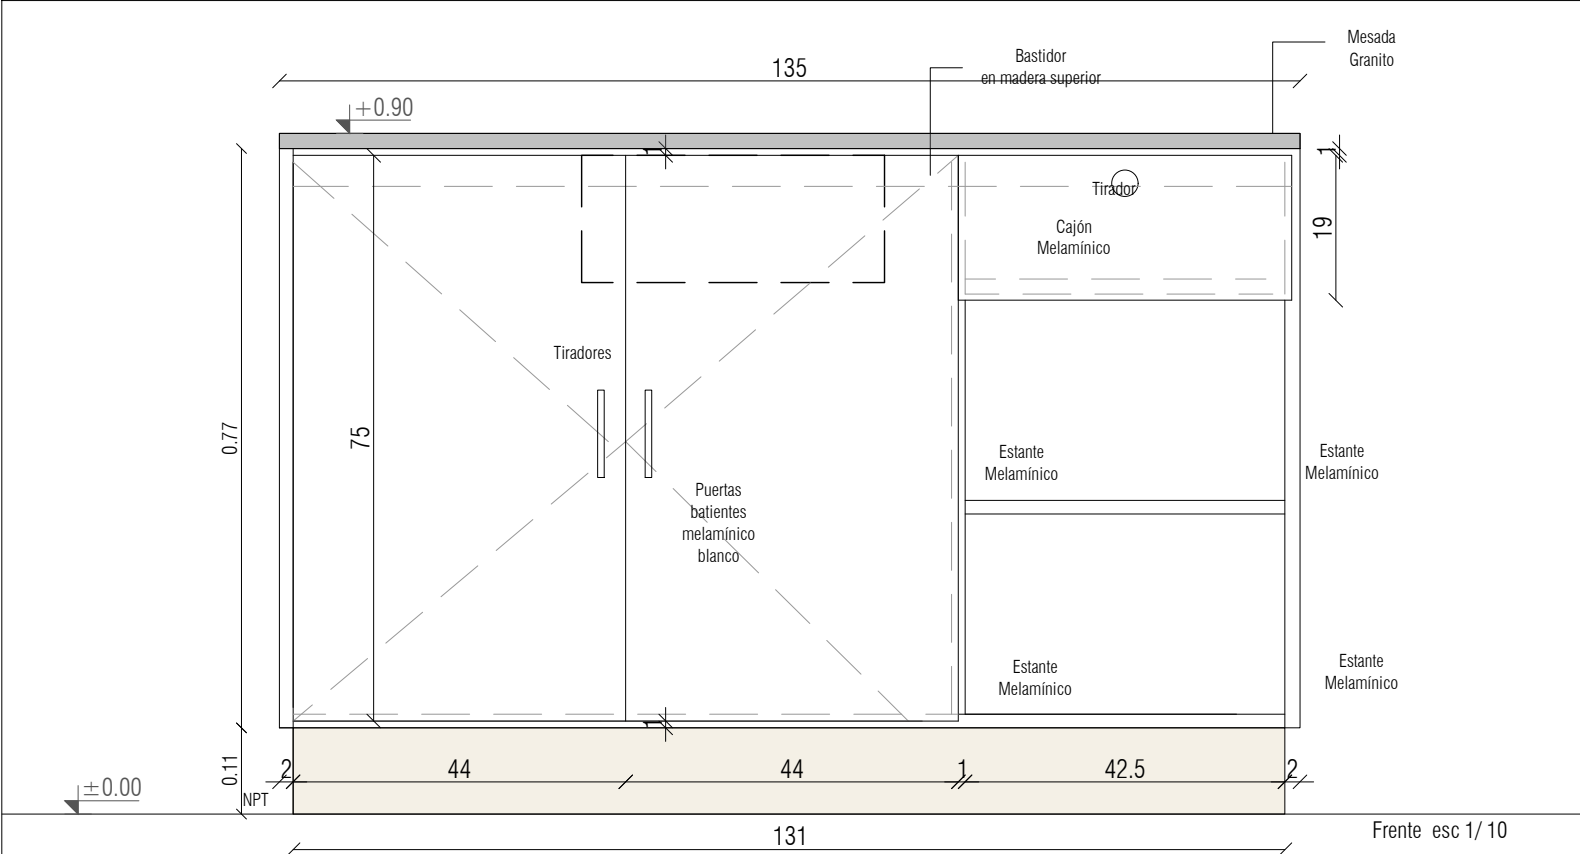 Mesada
Granito
Bastidor
en madera superior
135
+0.90
1
1
Tirador
Cajón
Melamínico
19
Tiradores
75
0.77
Estante
Melamínico
Estante
Melamínico
Puertas
batientes
melamínico
blanco
Estante
Melamínico
Estante
Melamínico
1
0.11
2
44
44
1
42.5
2
±0.00
NPT
131
Frente esc 1/10